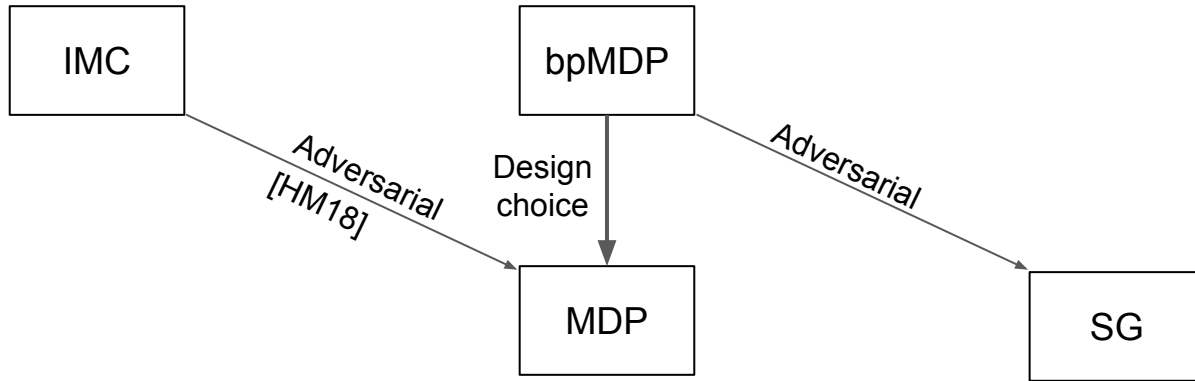 IMC
bpMDP
Adversarial
[HM18]
Design
choice
Adversarial
MDP
SG